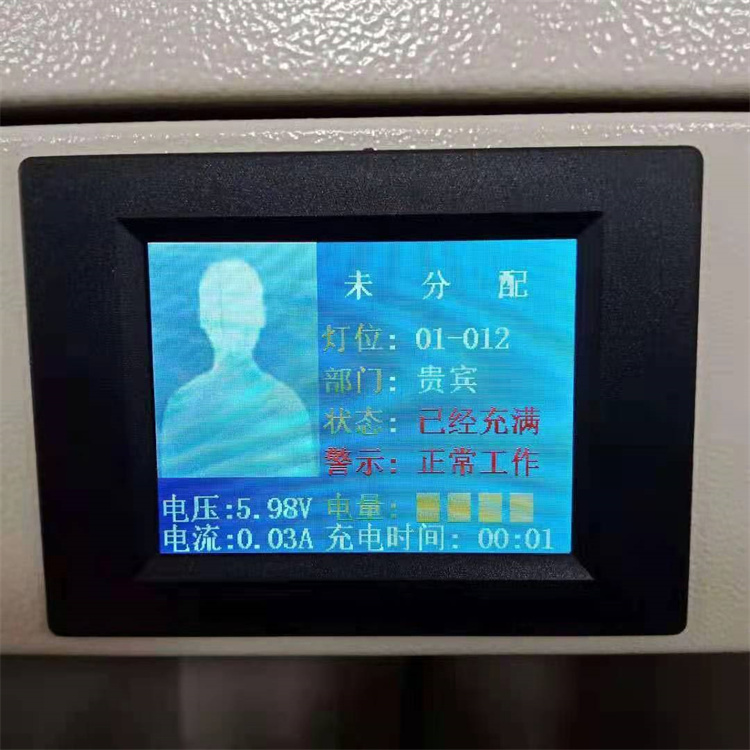 未 分 配
灯位: 01-012
部门: 贵宾
状态: 已经充满
警示: 正常工作
电压:5.98V 电量:
电流:0.03A 充电时间: 00:01